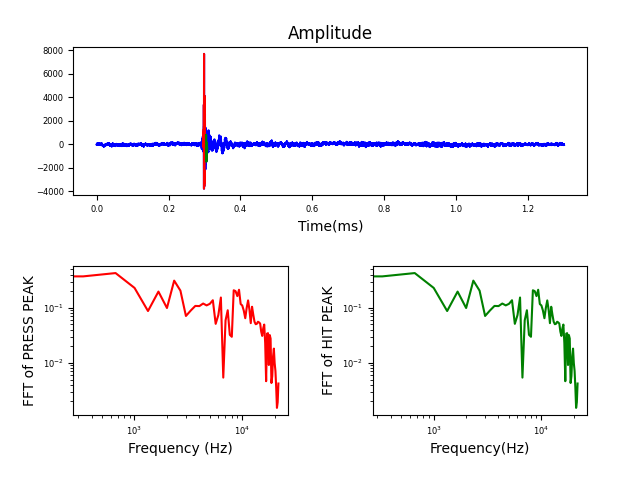 Amplitude
8000
6000
4000
2000
0
−2000
−4000
0.0 0.2 0.4 0.6 0.8 1.0 1.2
Time(ms)
FFT of PRESS PEAK
10⁻¹
10⁻²
10³ 10⁴
Frequency (Hz)
FFT of HIT PEAK
10⁻¹
10⁻²
10³ 10⁴
Frequency(Hz)